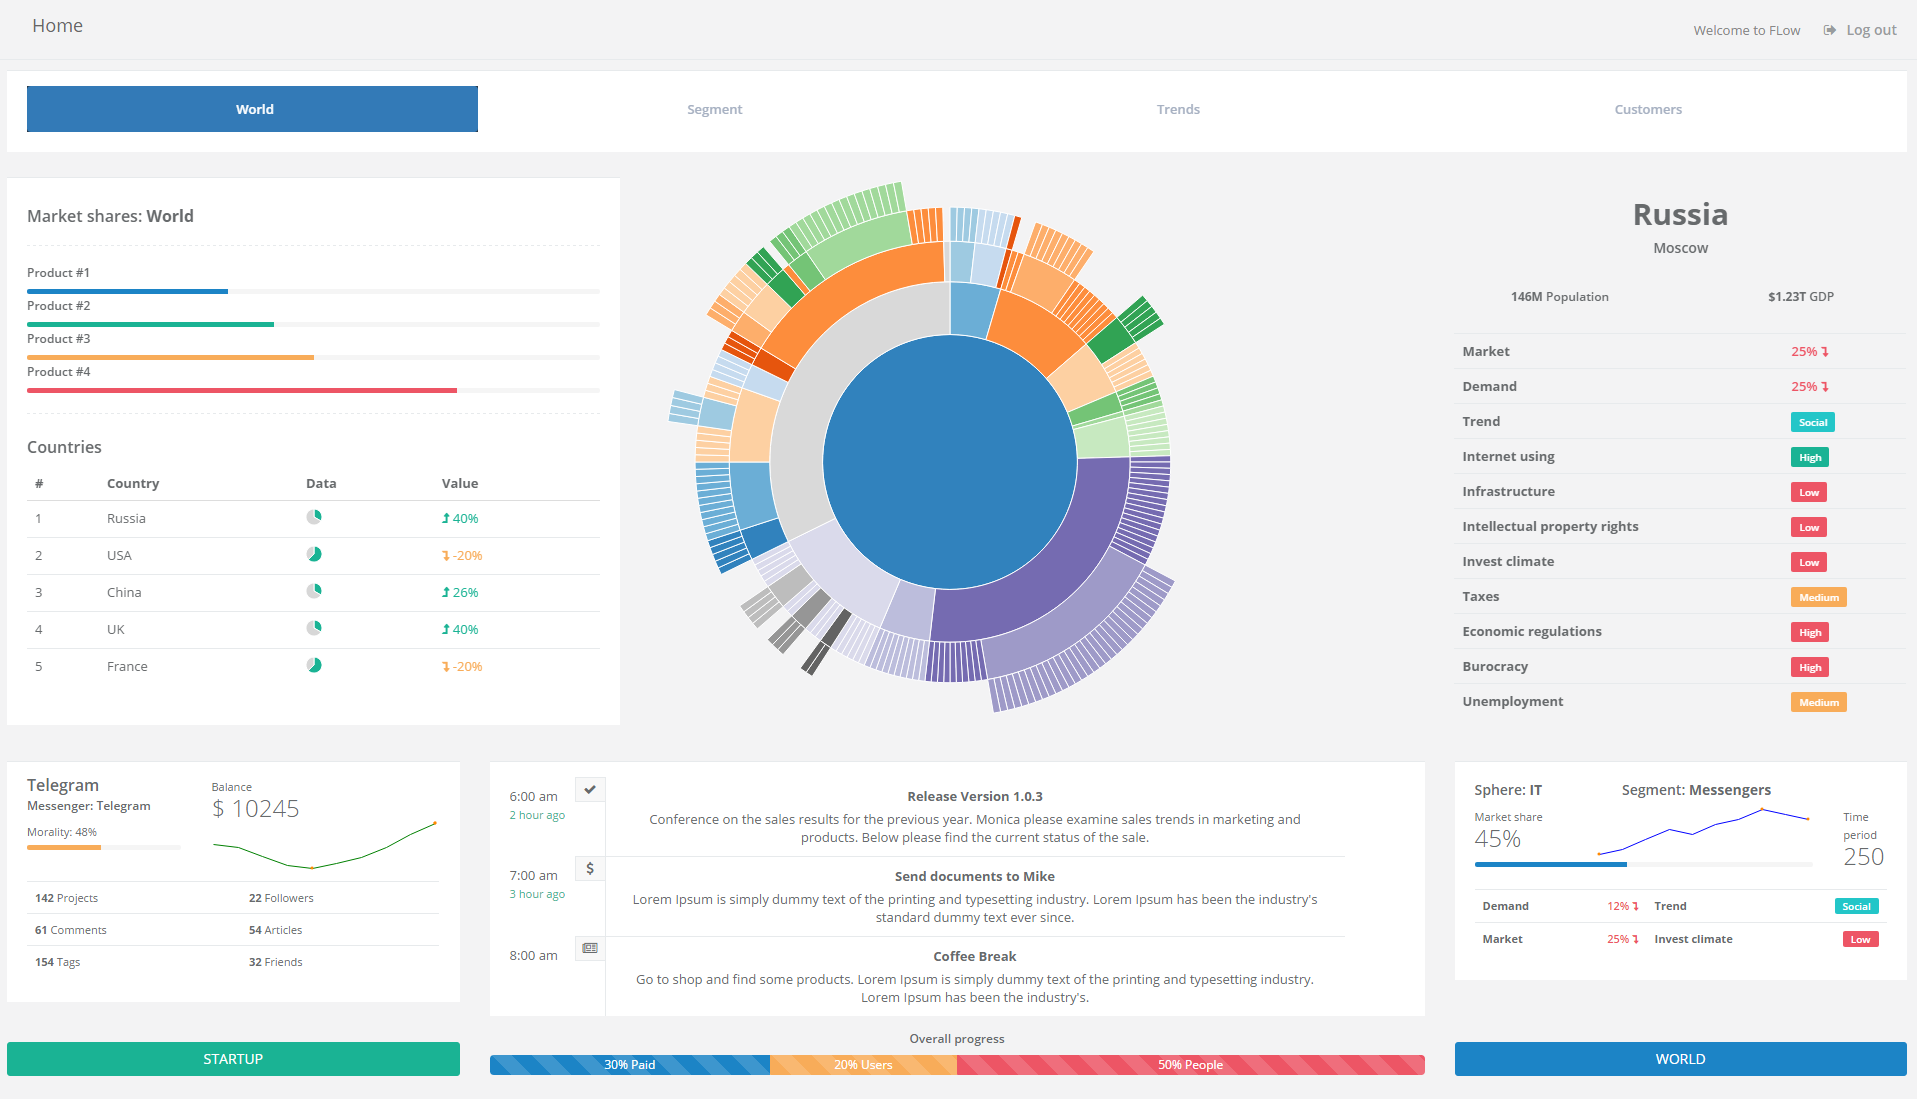 Home
Welcome to FLow
Log out
World
Segment
Trends
Customers
Market shares: World
Product #1
Product #2
Product #3
Product #4
Countries
# Country Data Value
1 Russia 40%
2 USA -20%
3 China 26%
4 UK 40%
5 France -20%
Russia
Moscow
146M Population
$1.23T GDP
Market 25%
Demand 25%
Trend Social
Internet using High
Infrastructure Low
Intellectual property rights Low
Invest climate Low
Taxes Medium
Economic regulations High
Burocracy High
Unemployment Medium
Telegram
Messenger: Telegram
Morality: 48%
Balance
$ 10245
142 Projects 22 Followers
61 Comments 54 Articles
154 Tags 32 Friends
6:00 am
2 hour ago
Release Version 1.0.3
Conference on the sales results for the previous year. Monica please examine sales trends in marketing and
products. Below please find the current status of the sale.
7:00 am
3 hour ago
$
Send documents to Mike
Lorem Ipsum is simply dummy text of the printing and typesetting industry. Lorem Ipsum has been the industry's
standard dummy text ever since.
8:00 am
Coffee Break
Go to shop and find some products. Lorem Ipsum is simply dummy text of the printing and typesetting industry.
Lorem Ipsum has been the industry's.
Sphere: IT
Segment: Messengers
Market share
45%
Time
period
250
Demand 12% Trend Social
Market 25% Invest climate Low
STARTUP
Overall progress
30% Paid
20% Users
50% People
WORLD